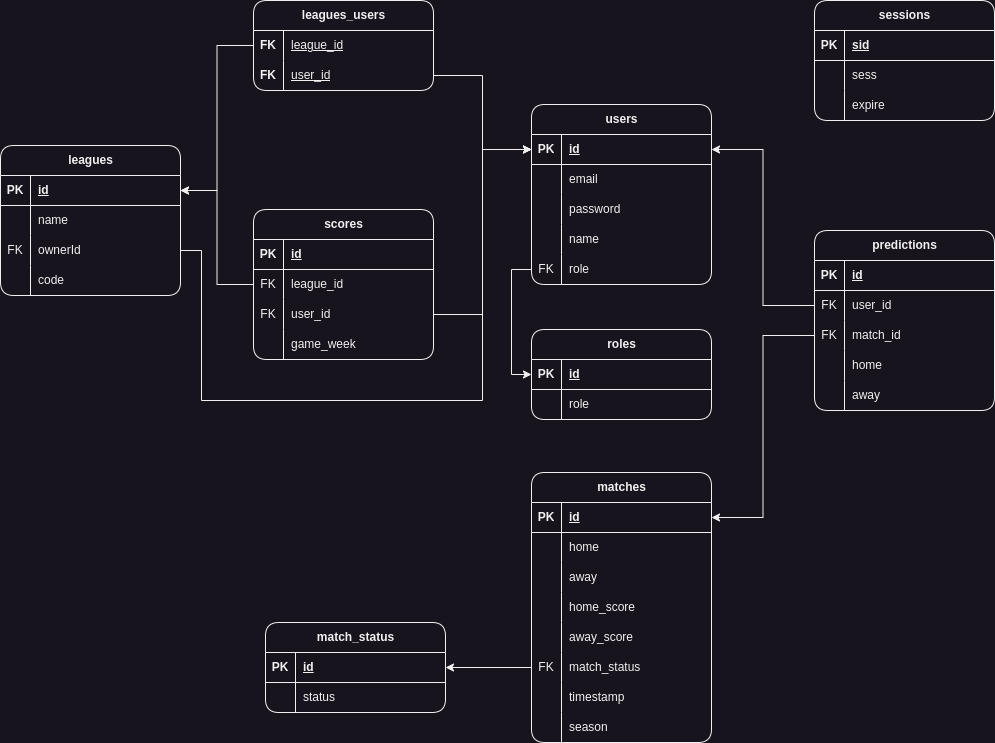 leagues_users
FK league_id
FK user_id
sessions
PK sid
sess
expire
users
PK id
email
password
name
FK role
leagues
PK id
name
FK ownerId
code
scores
PK id
FK league_id
FK user_id
game_week
predictions
PK id
FK user_id
FK match_id
home
away
roles
PK id
role
matches
PK id
home
away
home_score
away_score
FK match_status
timestamp
season
match_status
PK id
status